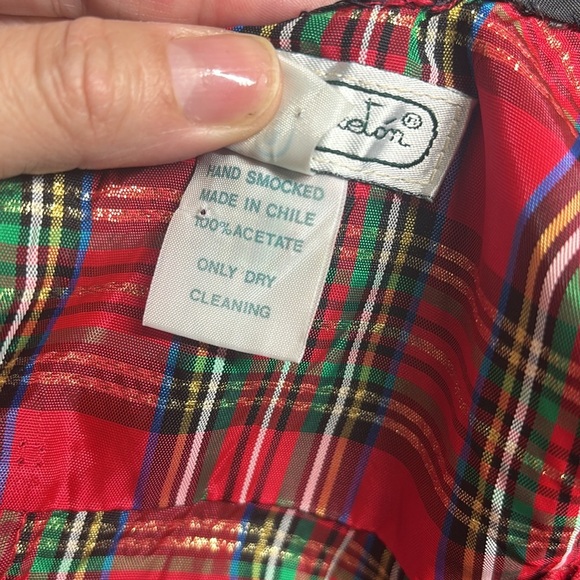 HAND SMOCKED
MADE IN CHILE
100% ACETATE
ONLY DRY
CLEANING